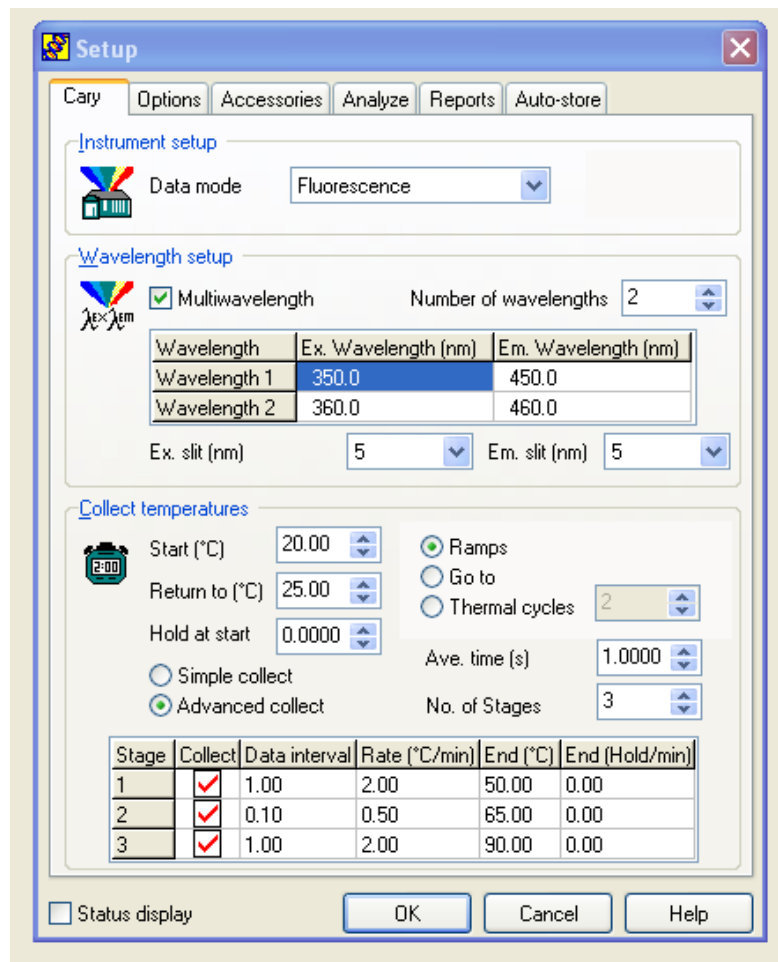 Setup
Cary Options Accessories Analyze Reports Auto-store
Instrument setup
Data mode Fluorescence
Wavelength setup
λEx×λEm
Multiwavelength Number of wavelengths 2
Wavelength Ex. Wavelength (nm) Em. Wavelength (nm)
Wavelength 1 350.0 450.0
Wavelength 2 360.0 460.0
Ex. slit (nm) 5 Em. slit (nm) 5
Collect temperatures
2:00
Start (°C) 20.00 Ramps
Return to (°C) 25.00 Go to
Thermal cycles 2
Hold at start 0.0000
Ave. time (s) 1.0000
Simple collect
Advanced collect No. of Stages 3
Stage Collect Data interval Rate (°C/min) End (°C) End (Hold/min)
1 1.00 2.00 50.00 0.00
2 0.10 0.50 65.00 0.00
3 1.00 2.00 90.00 0.00
Status display OK Cancel Help